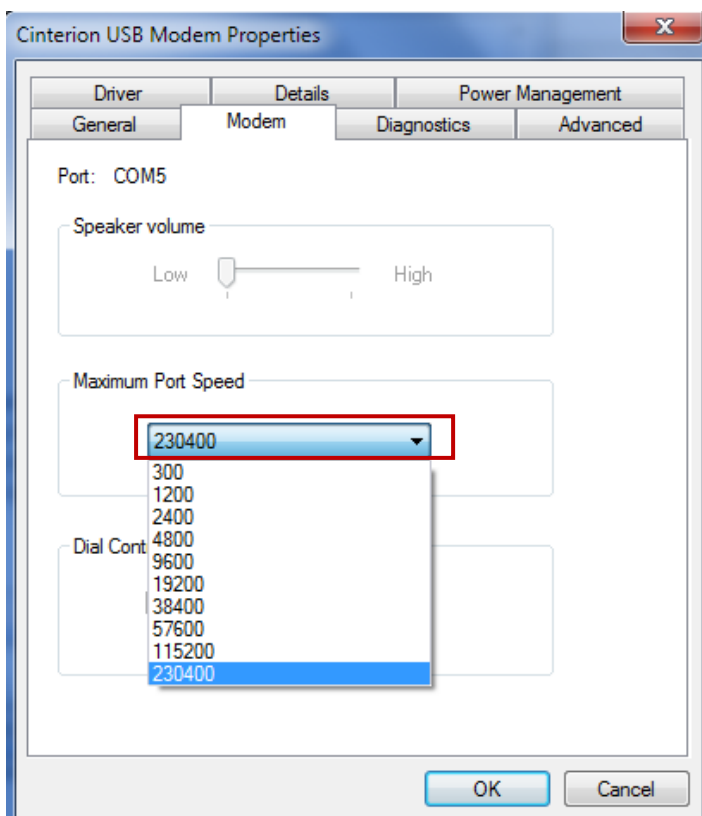 Cinterion USB Modem Properties
Driver Details Power Management
General Modem Diagnostics Advanced
Port: COM5
Speaker volume
Low High
Maximum Port Speed
230400
300
1200
2400
4800
Dial Cont
9600
19200
38400
57600
115200
230400
OK Cancel